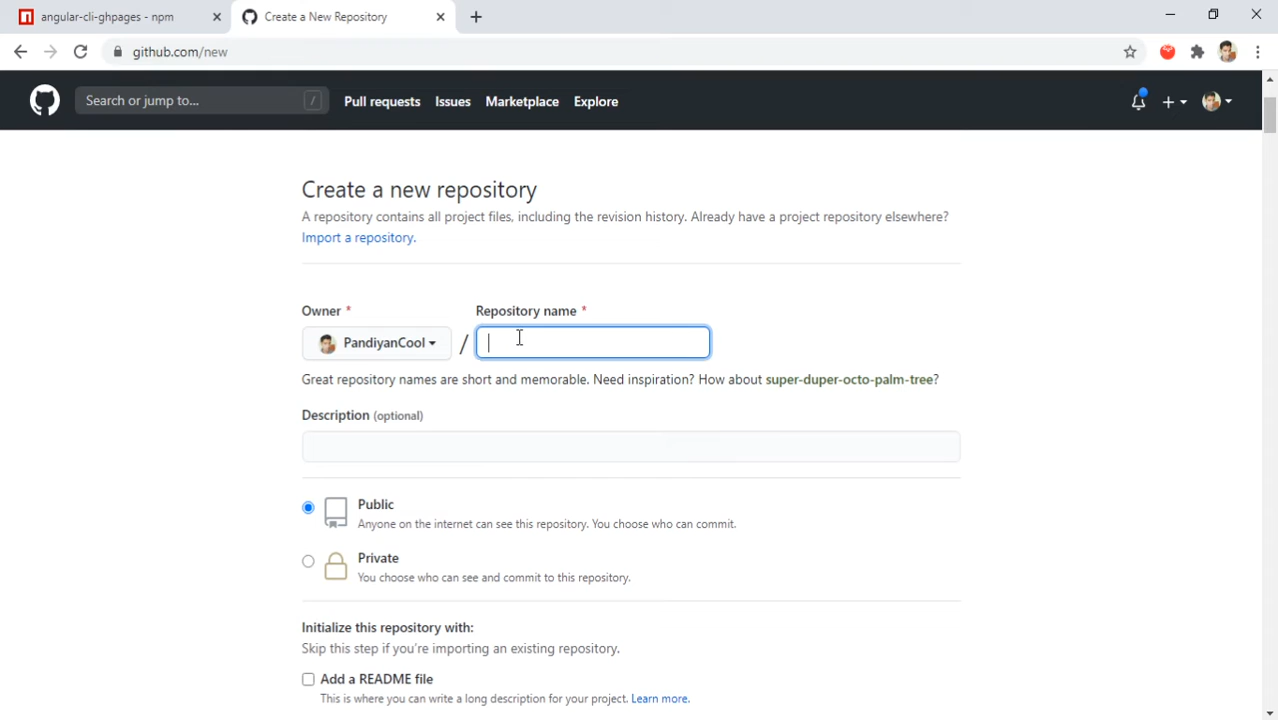 angular-cli-ghpages - npm
Create a New Repository
github.com/new
Search or jump to... /
Pull requests Issues Marketplace Explore
Create a new repository
A repository contains all project files, including the revision history. Already have a project repository elsewhere?
Import a repository.
Owner * Repository name *
PandiyanCool /
Great repository names are short and memorable. Need inspiration? How about super-duper-octo-palm-tree?
Description (optional)
Public
Anyone on the internet can see this repository. You choose who can commit.
Private
You choose who can see and commit to this repository.
Initialize this repository with:
Skip this step if you're importing an existing repository.
Add a README file
This is where you can write a long description for your project. Learn more.